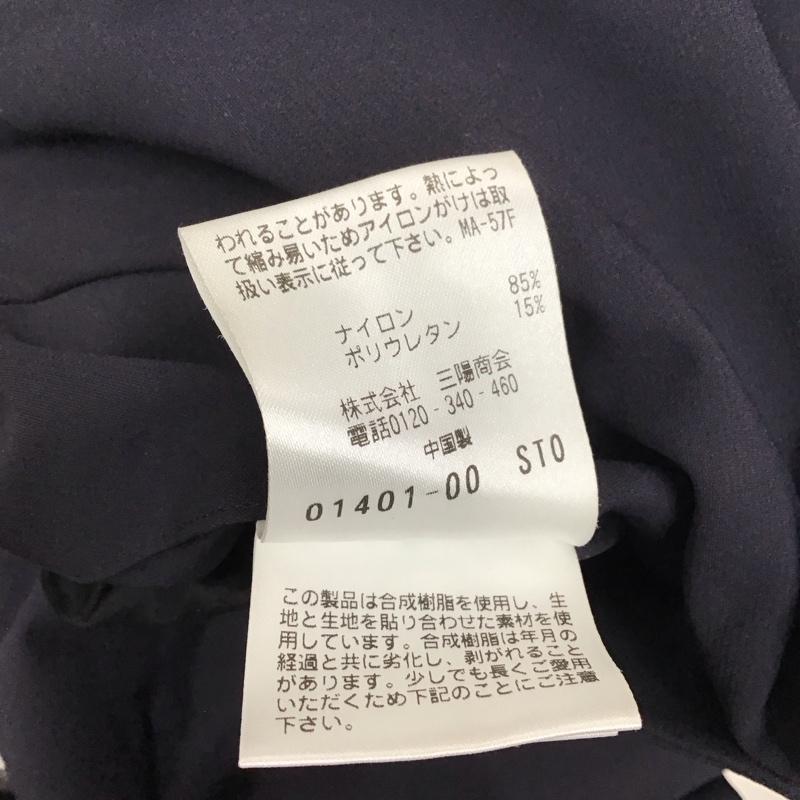 われることがあります。熱によっ
て縮み易いためアイロンがけは取
扱い表示に従って下さい。MA-57F
ナイロン 85%
ポリウレタン 15%
株式会社 三陽商会
電話0120-340-460
中国製
01401-00 STO
この製品は合成樹脂を使用し、生
地と生地を貼り合わせた素材を使
用しています。合成樹脂は年月の
経過と共に劣化し、剥がれること
があります。少しでも長くご愛用
いただくため下記のことにご注意
下さい。